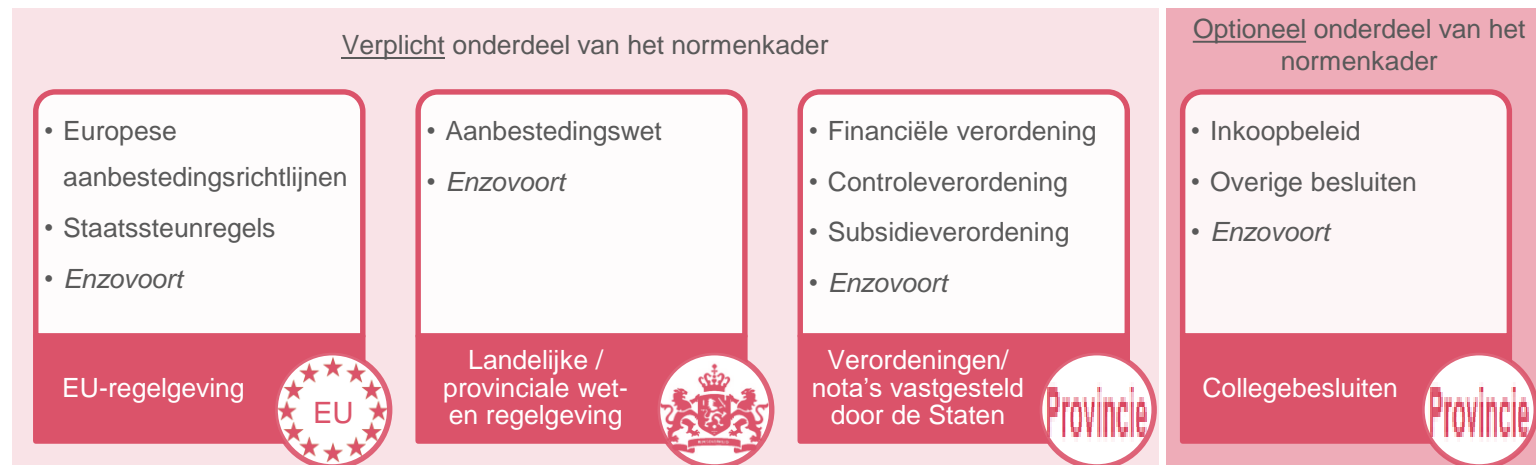 Verplicht onderdeel van het normenkader
• Europese
aanbestedingsrichtlijnen
• Staatssteunregels
• Enzovoort
EU-regelgeving
EU
• Aanbestedingswet
• Enzovoort
Landelijke /
provinciale wet-
en regelgeving
• Financiële verordening
• Controleverordening
• Subsidieverordening
• Enzovoort
Verordeningen/
nota's vastgesteld
door de Staten
Provincie
Optioneel onderdeel van het
normenkader
• Inkoopbeleid
• Overige besluiten
• Enzovoort
Collegebesluiten
Provincie